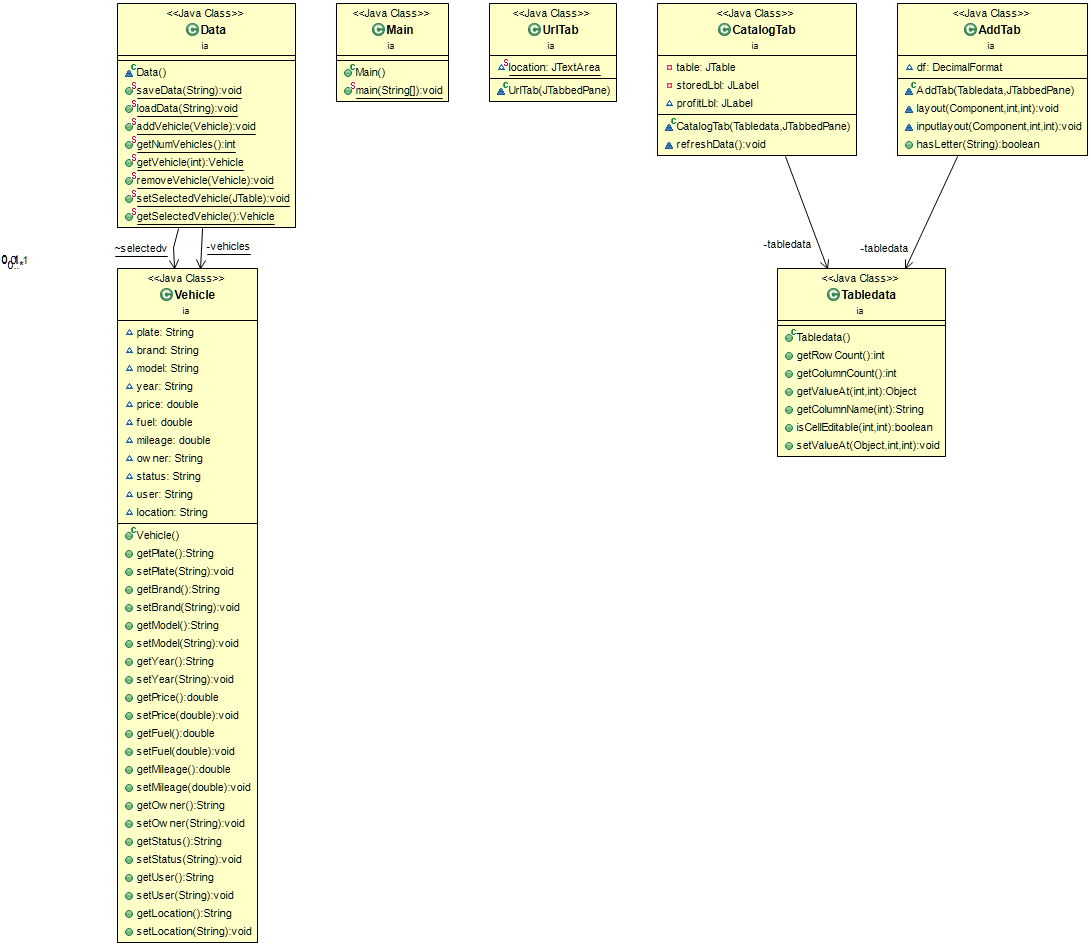 <<Java Class>>
Data
ia
Data()
saveData(String):void
loadData(String):void
addVehicle(Vehicle):void
getNumVehicles():int
getVehicle(int):Vehicle
removeVehicle(Vehicle):void
setSelectedVehicle(JTable):void
getSelectedVehicle():Vehicle
<<Java Class>>
Main
ia
Main()
main(String[]):void
<<Java Class>>
UrlTab
ia
location: JTextArea
UrlTab(JTabbedPane)
<<Java Class>>
CatalogTab
ia
table: JTable
storedLbl: JLabel
profitLbl: JLabel
CatalogTab(Tabledata,JTabbedPane)
refreshData():void
<<Java Class>>
AddTab
ia
df: DecimalFormat
AddTab(Tabledata,JTabbedPane)
layout(Component,int,int):void
inputlayout(Component,int,int):void
hasLetter(String):boolean
~selectedv
-vehicles
-tabledata
-tabledata
0..*
<<Java Class>>
Vehicle
ia
plate: String
brand: String
model: String
year: String
price: double
fuel: double
mileage: double
owner: String
status: String
user: String
location: String
Vehicle()
getPlate():String
setPlate(String):void
getBrand():String
setBrand(String):void
getModel():String
setModel(String):void
getYear():String
setYear(String):void
getPrice():double
setPrice(double):void
getFuel():double
setFuel(double):void
getMileage():double
setMileage(double):void
getOwner():String
setOwner(String):void
getStatus():String
setStatus(String):void
getUser():String
setUser(String):void
getLocation():String
setLocation(String):void
<<Java Class>>
Tabledata
ia
Tabledata()
getRowCount():int
getColumnCount():int
getValueAt(int,int):Object
getColumnName(int):String
isCellEditable(int,int):boolean
setValueAt(Object,int,int):void